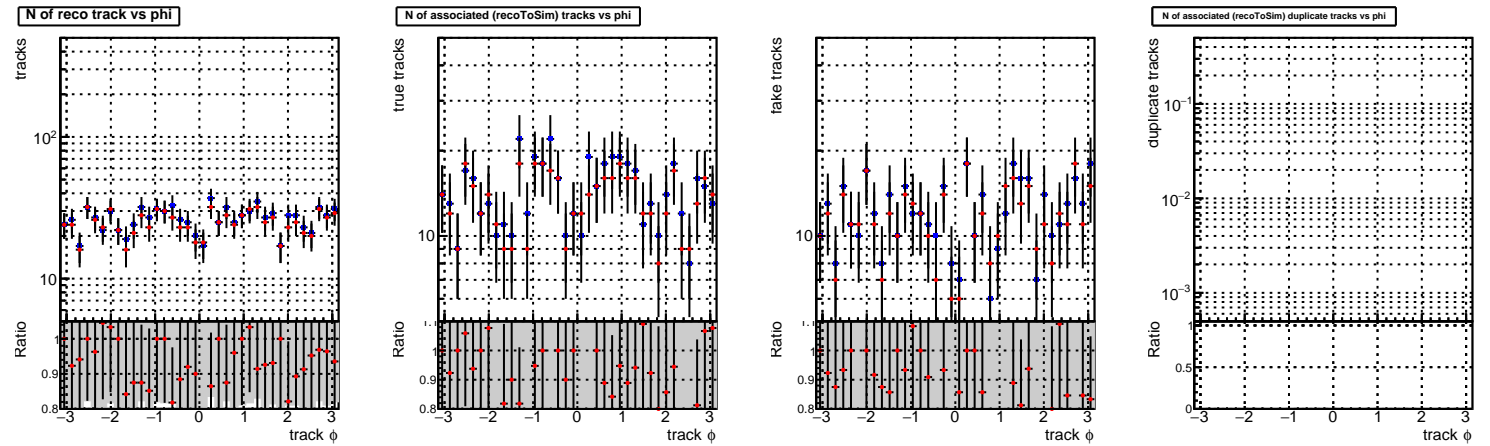 N of reco track vs phi
tracks
10²
10
Ratio
1
0.9
0.8
−3 −2 −1 0 1 2 3
track ϕ
N of associated (recoToSim) tracks vs phi
true tracks
10
Ratio
1.1
1
0.9
0.8
−3 −2 −1 0 1 2 3
track ϕ
fake tracks
10
Ratio
1.1
1
0.9
0.8
−3 −2 −1 0 1 2 3
track ϕ
N of associated (recoToSim) duplicate tracks vs phi
duplicate tracks
10⁻¹
10⁻²
10⁻³
Ratio
1
0.5
0
−3 −2 −1 0 1 2 3
track ϕ